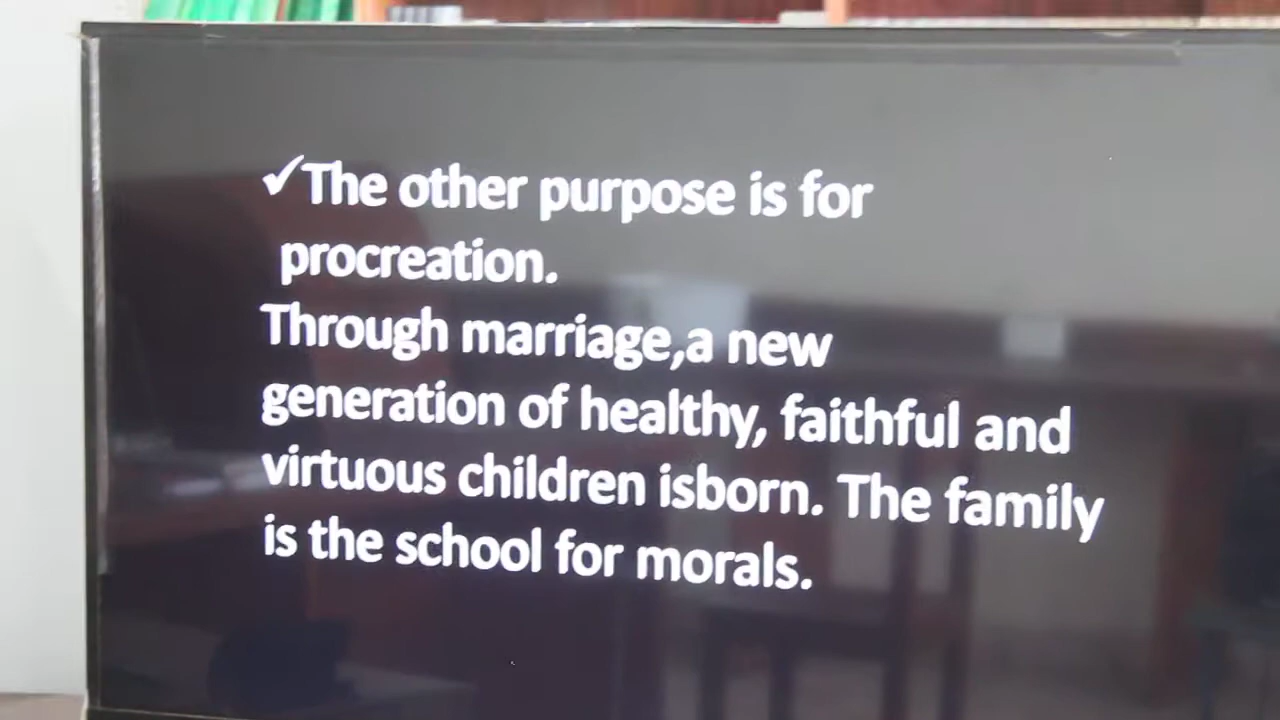 ✓The other purpose is for
procreation.
Through marriage,a new
generation of healthy, faithful and
virtuous children isborn. The family
is the school for morals.